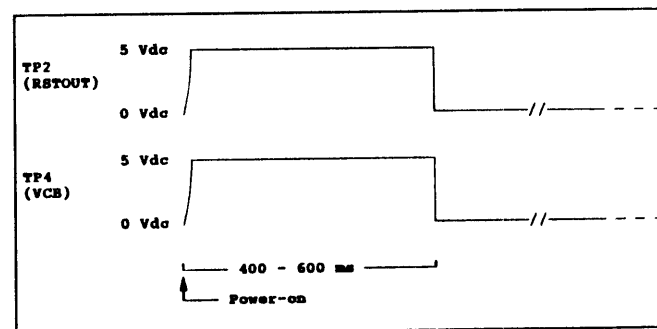 5 Vdc
TP2
(RSTOUT)
0 Vdc
5 Vdc
TP4
(VCB)
0 Vdc
400 - 600 ms
Power-on